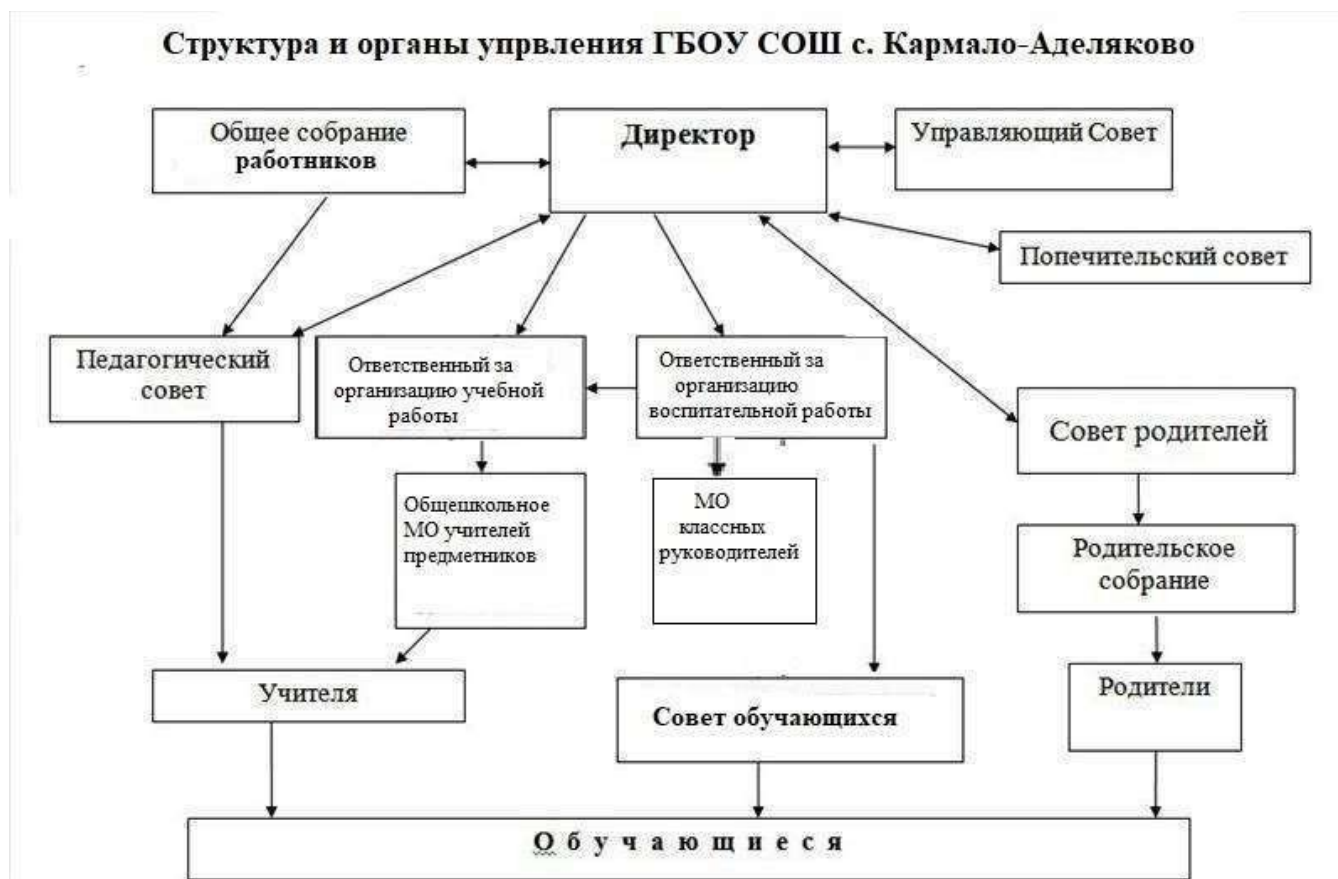 Структура и органы упрвления ГБОУ СОШ с. Кармало-Аделяково
Общее собрание
работников
Директор
Управляющий Совет
Попечительский совет
Педагогический
совет
Ответственный за
организацию учебной
работы
Ответственный за
организацию
воспитательной работы
Совет родителей
Общешкольное
МО учителей
предметников
МО
классных
руководителей
Родительское
собрание
Учителя
Совет обучающихся
Родители
О б у ч а ю щ и е с я